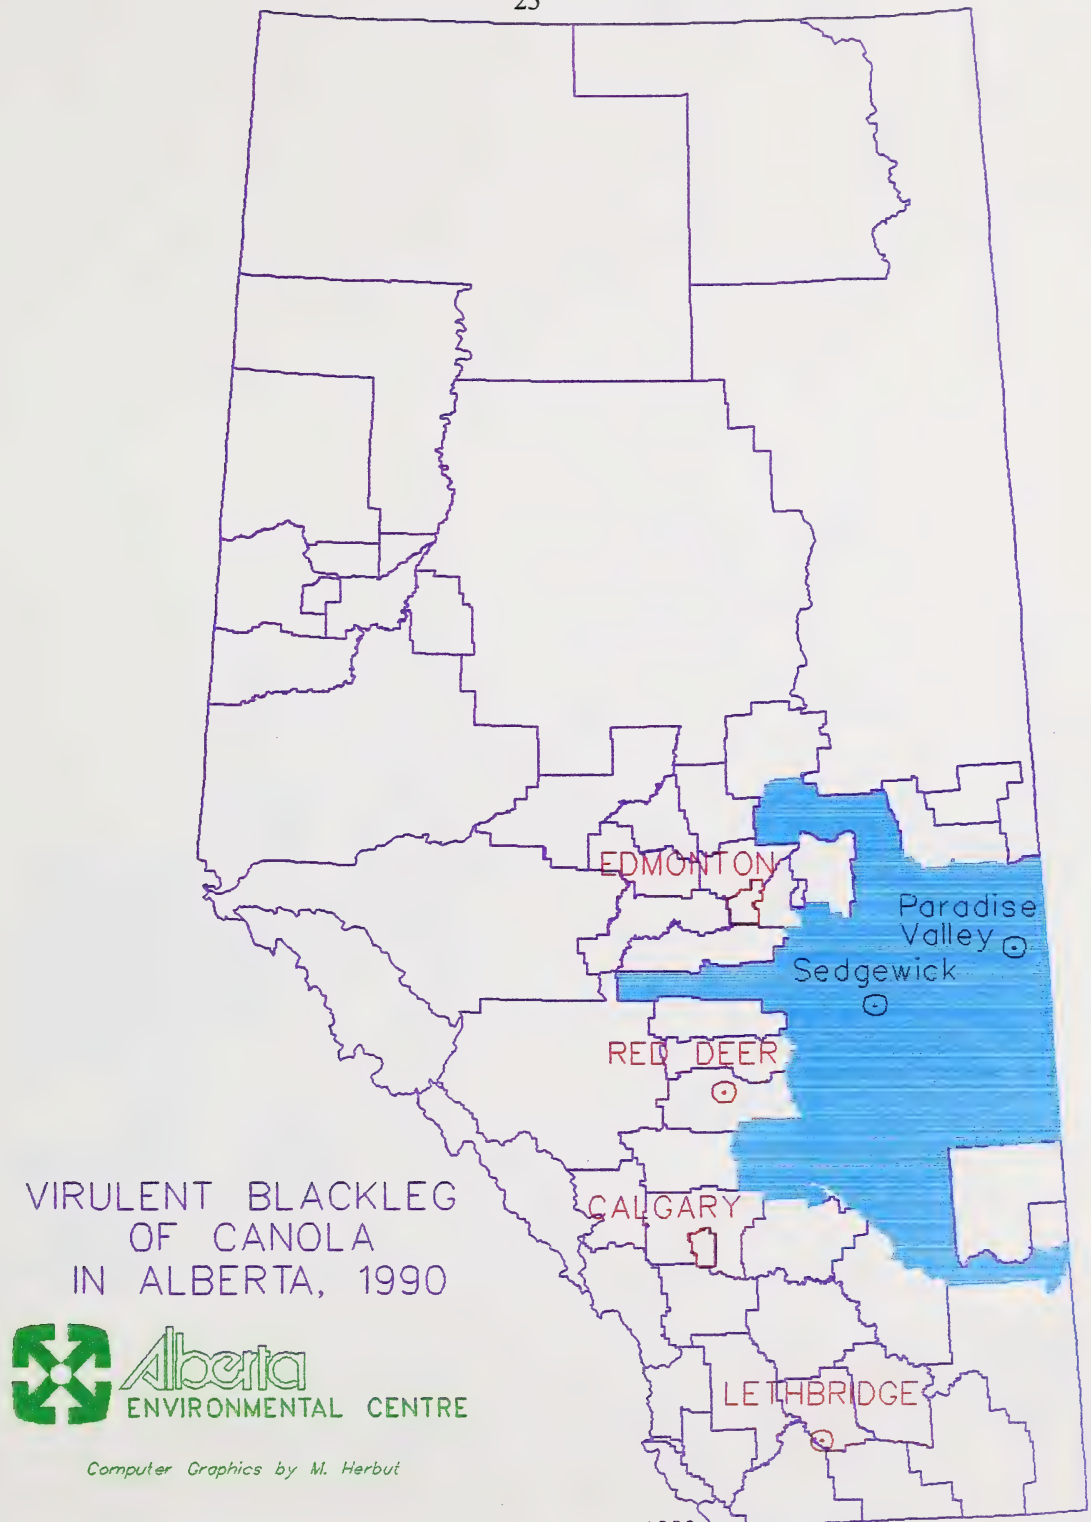 25
EDMONTON
Paradise
Valley
Sedgewick
RED DEER
CALGARY
VIRULENT BLACKLEG
OF CANOLA
IN ALBERTA, 1990
LETHBRIDGE
Alberta
ENVIRONMENTAL CENTRE
Computer Graphics by M. Herbut